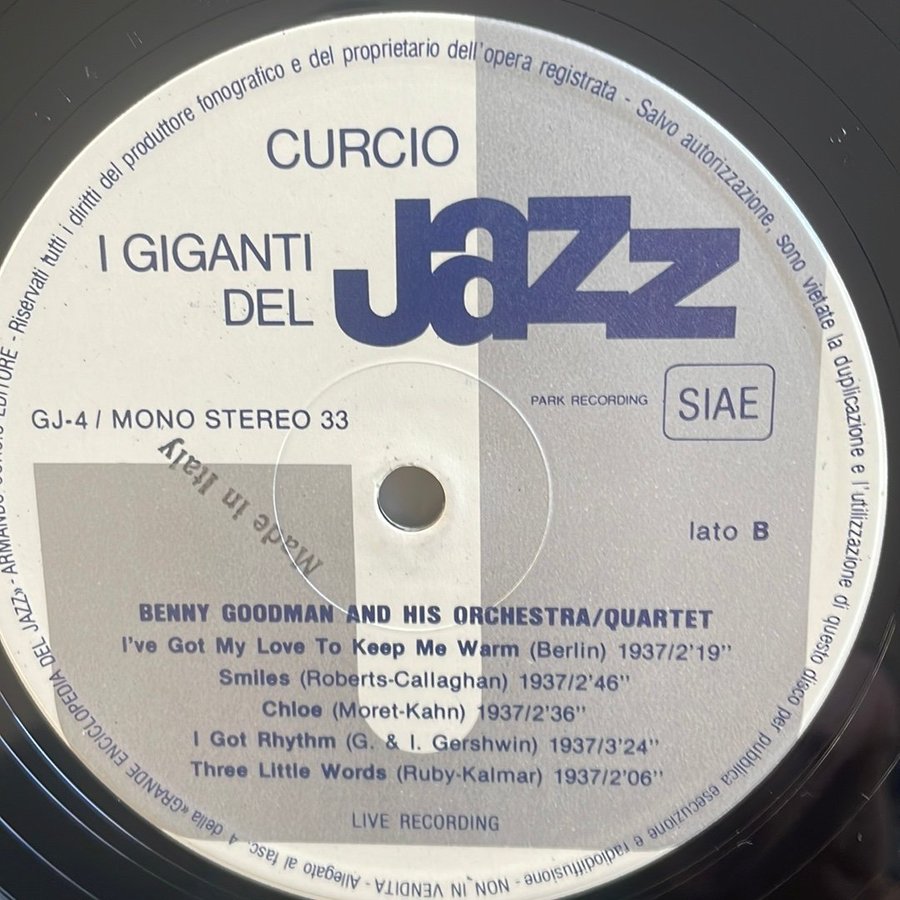 CURCIO
I GIGANTI
DEL
Jazz
PARK RECORDING
SIAE
GJ-4 / MONO STEREO 33
Made in Italy
lato B
BENNY GOODMAN AND HIS ORCHESTRA/QUARTET
I've Got My Love To Keep Me Warm (Berlin) 1937/2'19''
Smiles (Roberts-Callaghan) 1937/2'46''
Chloe (Moret-Kahn) 1937/2'36''
I Got Rhythm (G. & I. Gershwin) 1937/3'24''
Three Little Words (Ruby-Kalmar) 1937/2'06''
LIVE RECORDING
Allegato al fasc. 4 della «GRANDE ENCICLOPEDIA DEL JAZZ» - ARMANDO CURCIO EDITORE - Riservati tutti i diritti del produttore fonografico e del proprietario dell'opera registrata - Salvo autorizzazione, sono vietate la duplicazione e l'utilizzazione di questo disco per pubblica esecuzione e radiodiffusione - NON IN VENDITA -